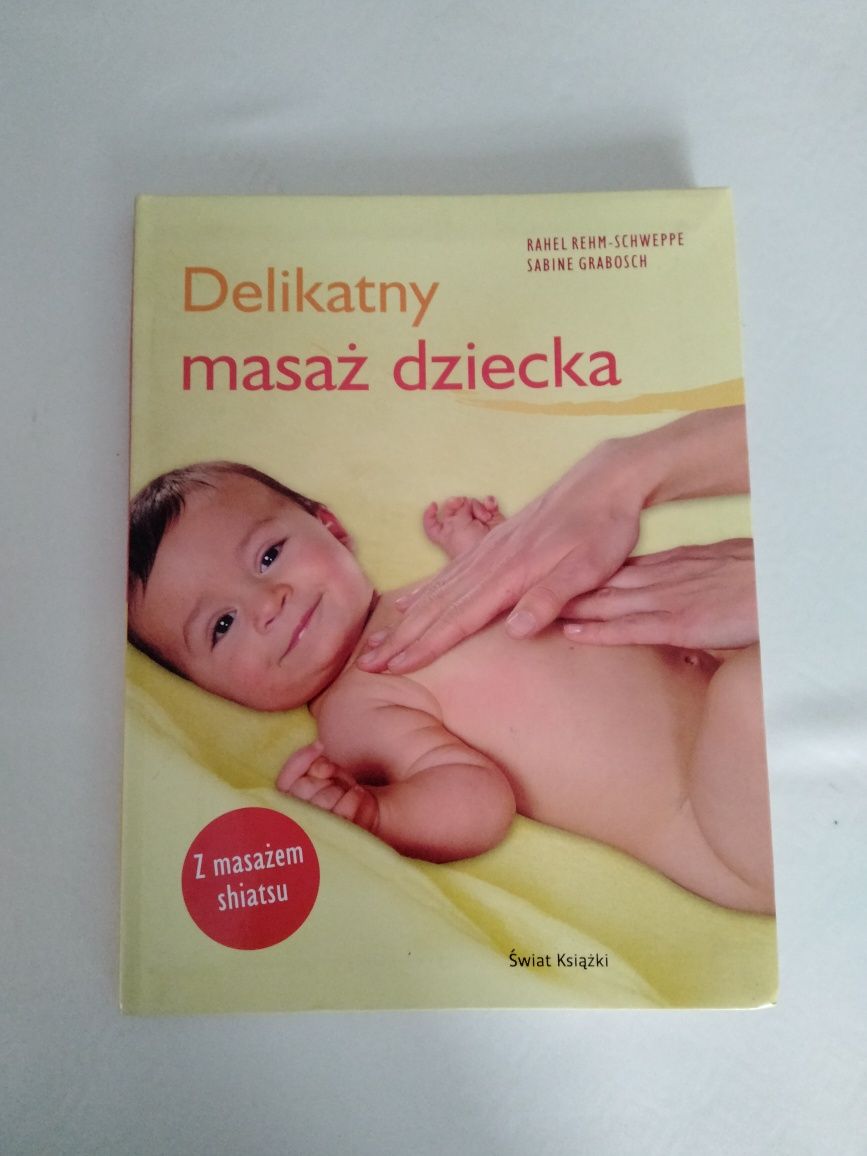 RAHEL REHM-SCHWEPPE
SABINE GRABOSCH
Delikatny
masaż dziecka
Z masażem
shiatsu
Świat Książki